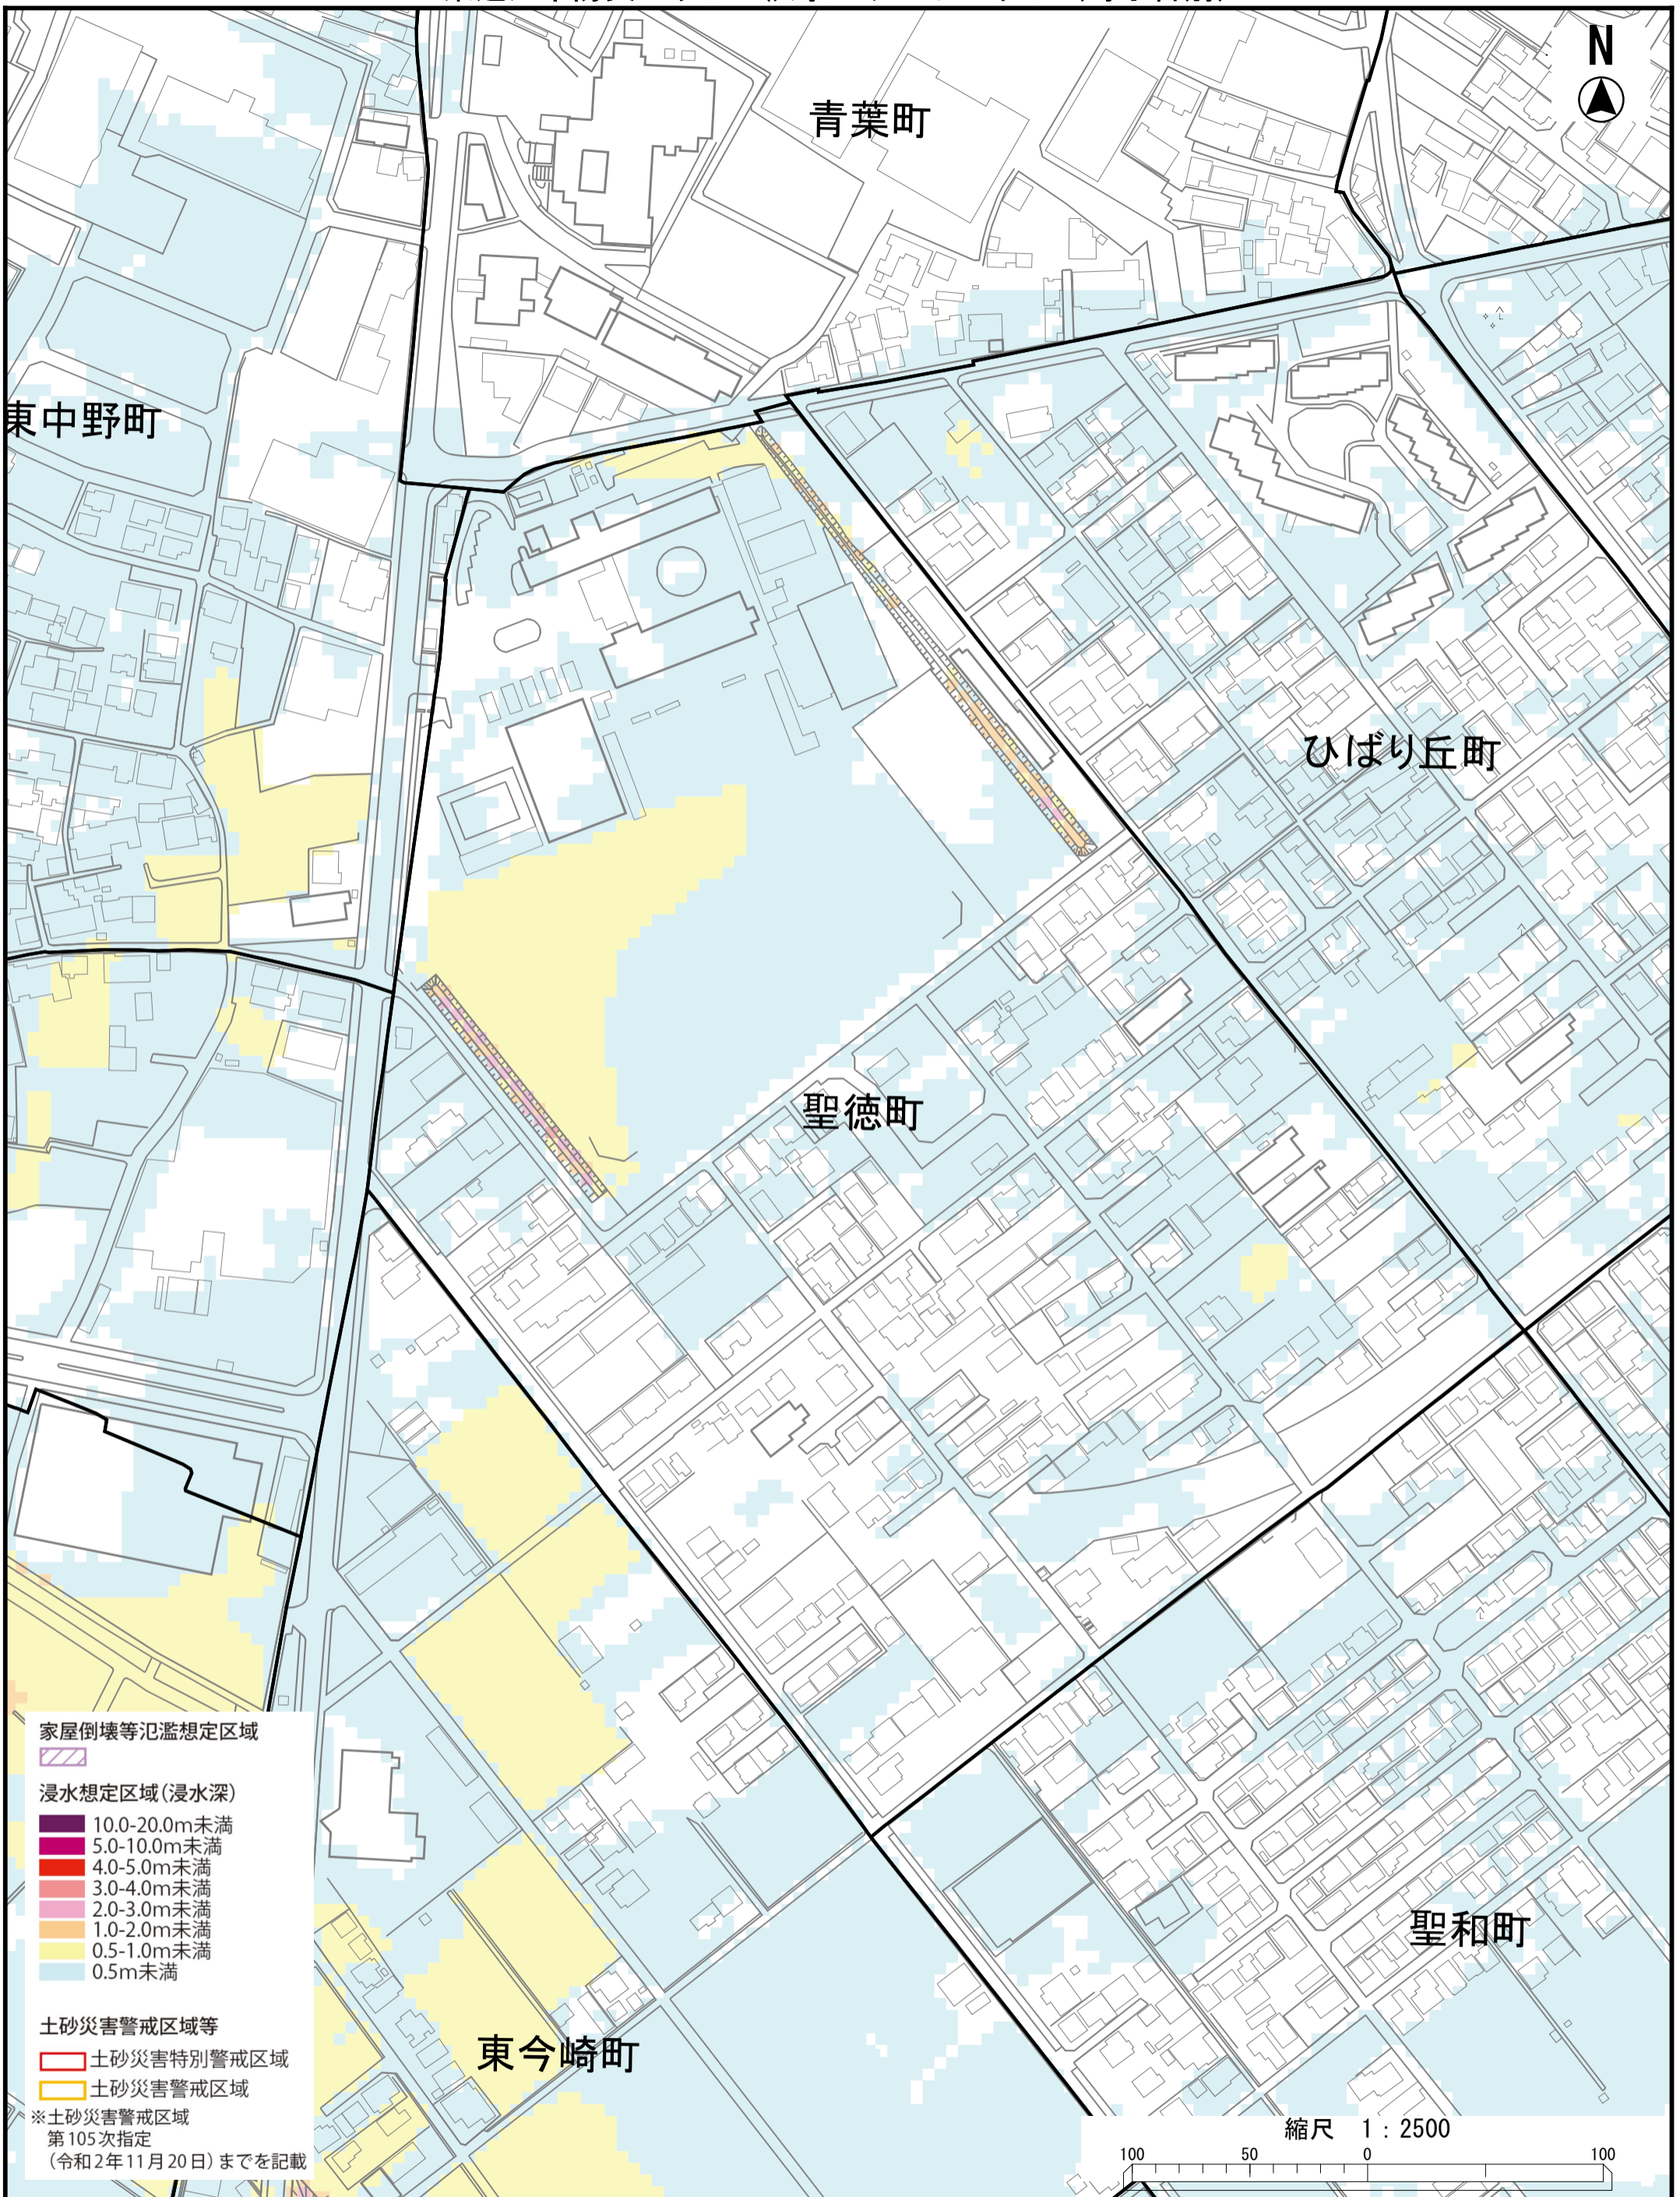 N
青葉町
東中野町
ひばり丘町
聖徳町
聖和町
東今崎町
家屋倒壊等氾濫想定区域
浸水想定区域(浸水深)
10.0-20.0m未満
5.0-10.0m未満
4.0-5.0m未満
3.0-4.0m未満
2.0-3.0m未満
1.0-2.0m未満
0.5-1.0m未満
0.5m未満
土砂災害警戒区域等
土砂災害特別警戒区域
土砂災害警戒区域
※土砂災害警戒区域
第105次指定
(令和2年11月20日)までを記載
縮尺 1:2500
100 50 0 100